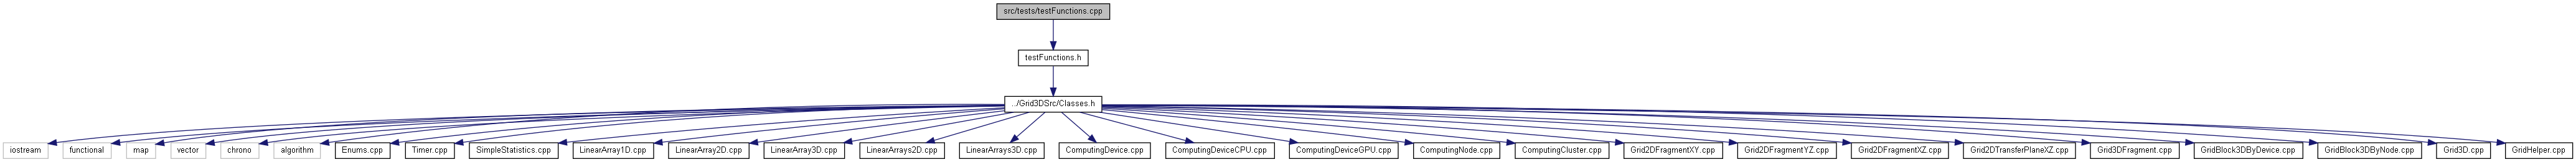 src/tests/testFunctions.cpp
testFunctions.h
../Grid3DSrc/Classes.h
iostream
functional
map
vector
chrono
algorithm
Enums.cpp
Timer.cpp
SimpleStatistics.cpp
LinearArray1D.cpp
LinearArray2D.cpp
LinearArray3D.cpp
LinearArrays2D.cpp
LinearArrays3D.cpp
ComputingDevice.cpp
ComputingDeviceCPU.cpp
ComputingDeviceGPU.cpp
ComputingNode.cpp
ComputingCluster.cpp
Grid2DFragmentXY.cpp
Grid2DFragmentYZ.cpp
Grid2DFragmentXZ.cpp
Grid2DTransferPlaneXZ.cpp
Grid3DFragment.cpp
GridBlock3DByDevice.cpp
GridBlock3DByNode.cpp
Grid3D.cpp
GridHelper.cpp